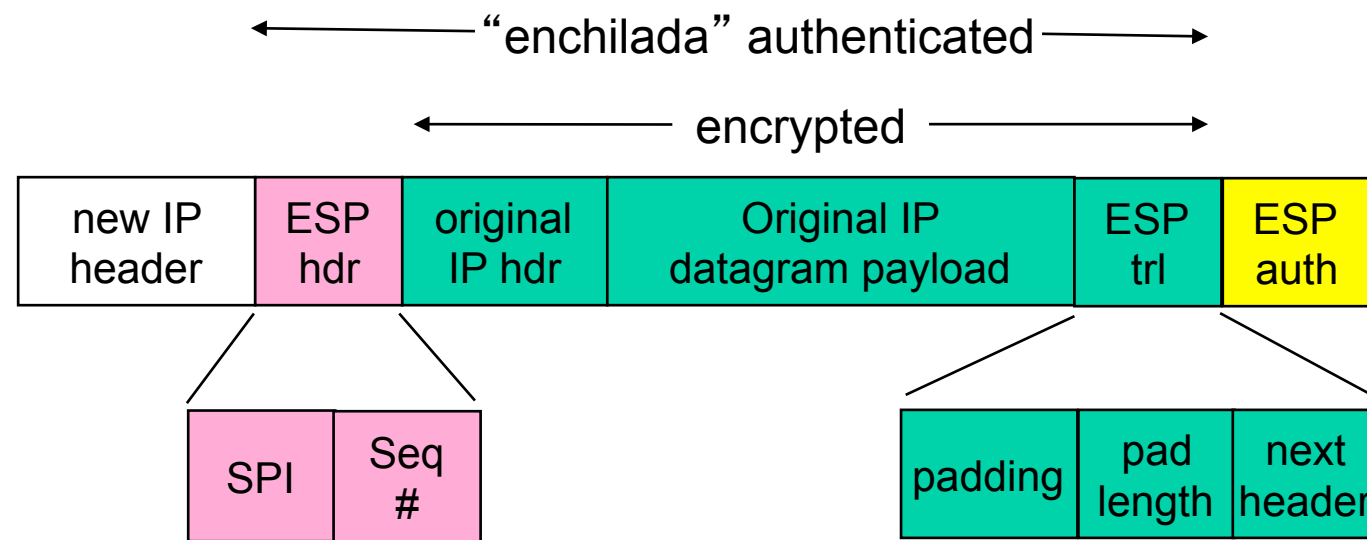 “enchilada” authenticated
encrypted
new IP
header
ESP
hdr
original
IP hdr
Original IP
datagram payload
ESP
trl
ESP
auth
SPI
Seq
#
padding
pad
length
next
header